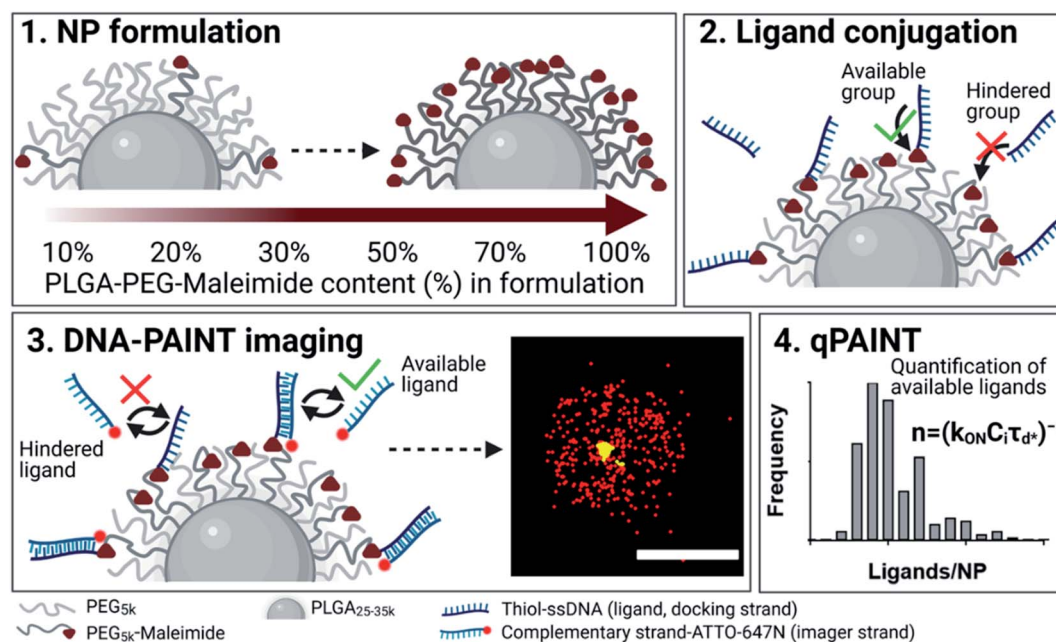 1. NP formulation
10% 20% 30% 50% 70% 100%
PLGA-PEG-Maleimide content (%) in formulation
2. Ligand conjugation
Available
group
Hindered
group
3. DNA-PAINT imaging
Available
ligand
Hindered
ligand
4. qPAINT
Quantification of
available ligands
n=(kONCiτd*)-
Frequency
Ligands/NP
PEG5k
PEG5k-Maleimide
PLGA25-35k
Thiol-ssDNA (ligand, docking strand)
Complementary strand-ATTO-647N (imager strand)